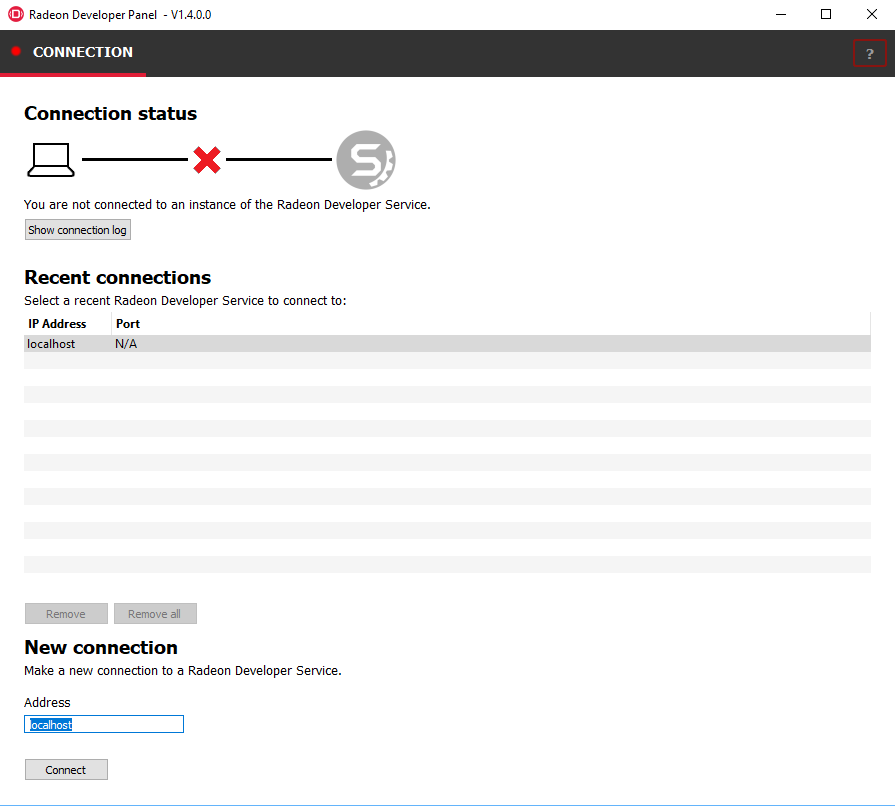 Radeon Developer Panel - V1.4.0.0
CONNECTION
?
Connection status
S
You are not connected to an instance of the Radeon Developer Service.
Show connection log
Recent connections
Select a recent Radeon Developer Service to connect to:
IP Address Port
localhost N/A
Remove Remove all
New connection
Make a new connection to a Radeon Developer Service.
Address
localhost
Connect